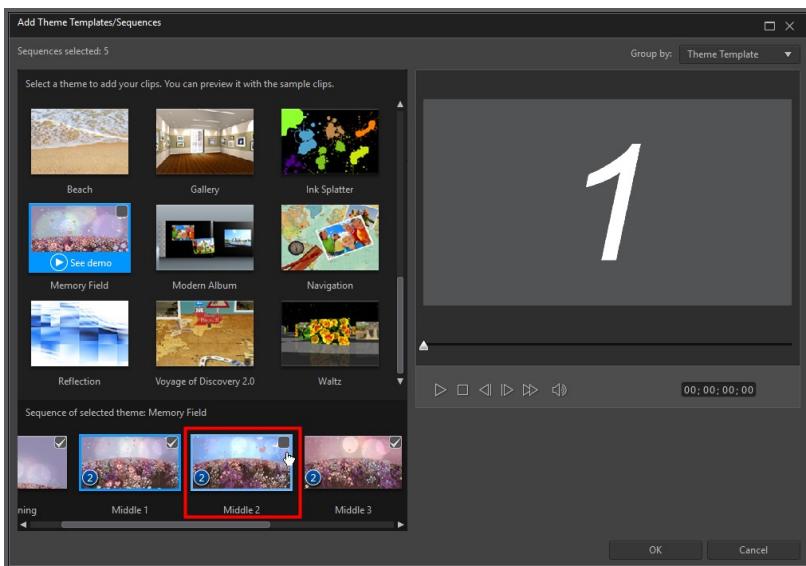 Add Theme Templates/Sequences
Sequences selected: 5
Group by: Theme Template
Select a theme to add your clips. You can preview it with the sample clips.
Beach Gallery Ink Splatter
See demo
Memory Field Modern Album Navigation
Reflection Voyage of Discovery 2.0 Waltz
1
00; 00; 00; 00
Sequence of selected theme: Memory Field
2 2 2
ning Middle 1 Middle 2 Middle 3
OK Cancel